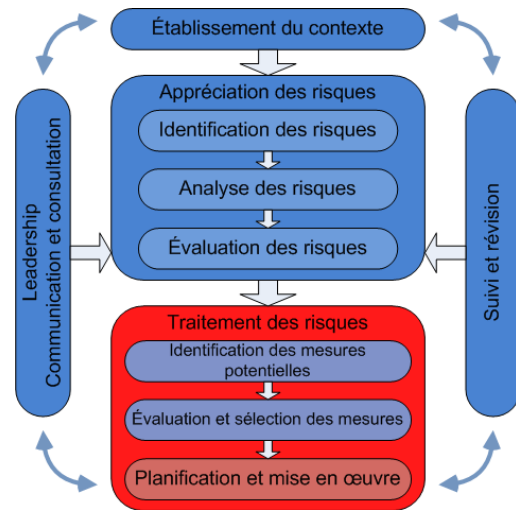 Établissement du contexte
Appréciation des risques
Identification des risques
Analyse des risques
Évaluation des risques
Leadership
Communication et consultation
Suivi et révision
Traitement des risques
Identification des mesures
potentielles
Évaluation et sélection des mesures
Planification et mise en œuvre